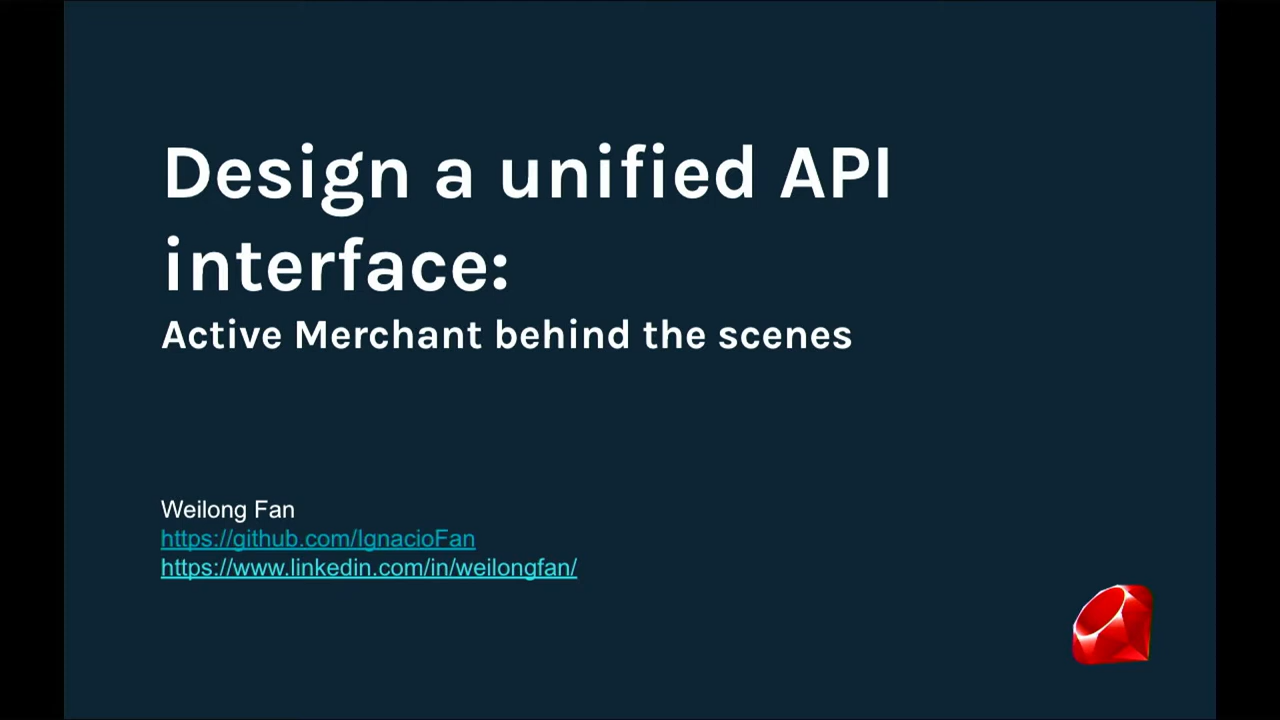 Design a unified API
interface:
Active Merchant behind the scenes
Weilong Fan
https://github.com/IgnacioFan
https://www.linkedin.com/in/weilongfan/